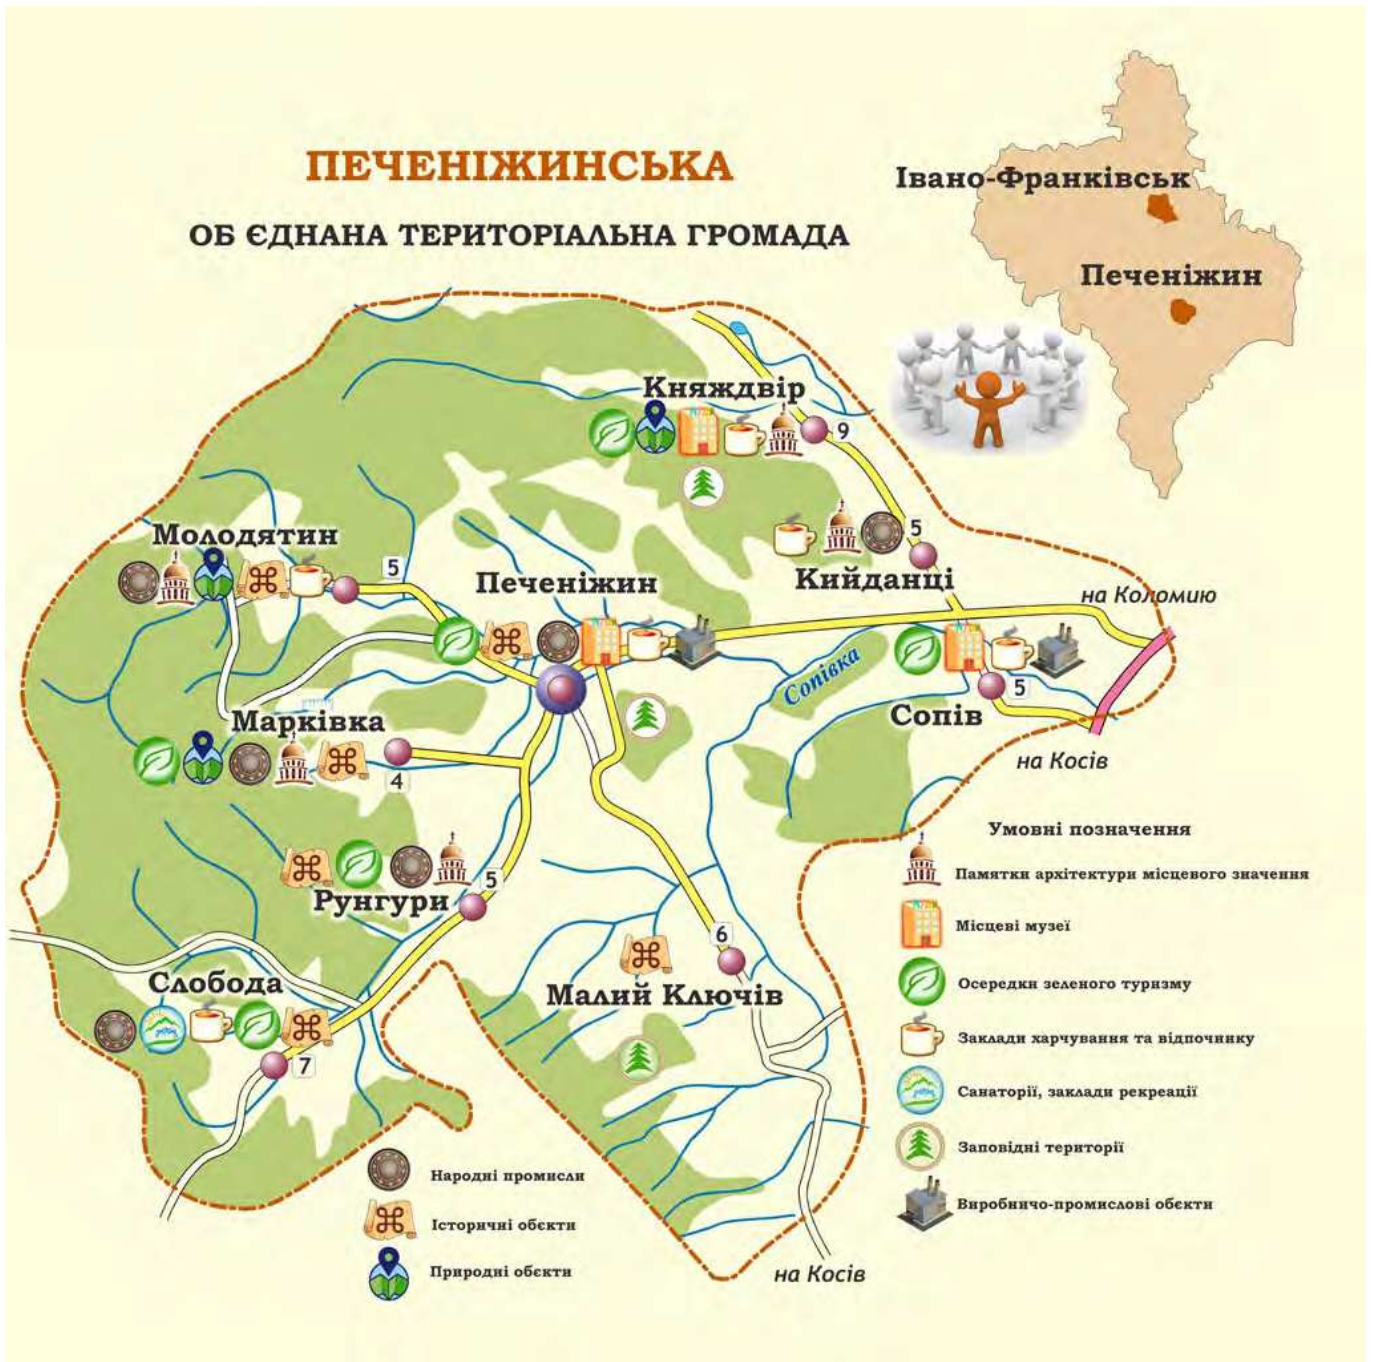 ПЕЧЕНІЖИНСЬКА
ОБ ЄДНАНА ТЕРИТОРІАЛЬНА ГРОМАДА
Івано-Франківськ
Печеніжин
Княждвір
9
5
Кийданці
Молодятин
5
Печеніжин
на Коломию
Сопівка
5
Сопів
на Косів
Марківка
4
5
Рунгури
6
Малий Ключів
Слобода
7
на Косів
Умовні позначення
Памятки архітектури місцевого значення
Місцеві музеї
Осередки зеленого туризму
Заклади харчування та відпочинку
Санаторії, заклади рекреації
Заповідні території
Виробничо-промислові обєкти
Народні промисли
Історичні обєкти
Природні обєкти